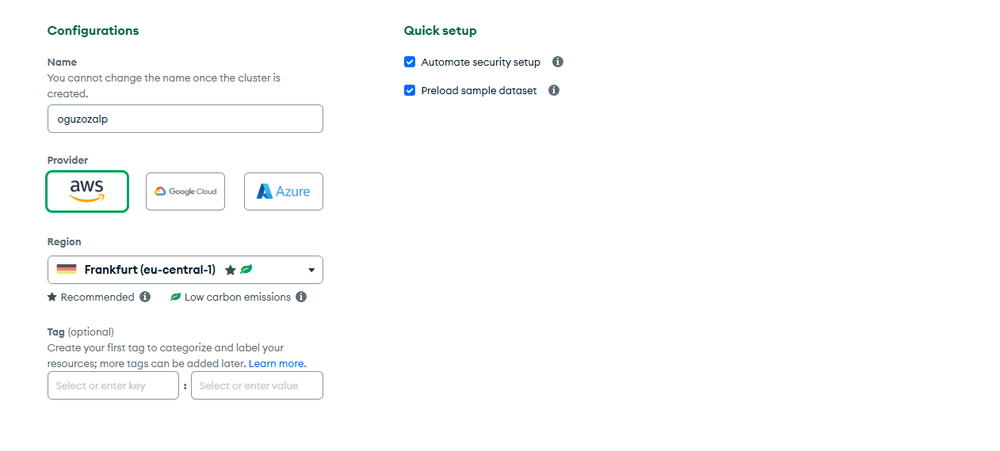 Configurations
Name
You cannot change the name once the cluster is
created.
oguzozalp
Provider
aws
Google Cloud
Azure
Region
Frankfurt (eu-central-1)
Recommended
Low carbon emissions
Tag (optional)
Create your first tag to categorize and label your
resources; more tags can be added later. Learn more.
Select or enter key : Select or enter value
Quick setup
Automate security setup
Preload sample dataset